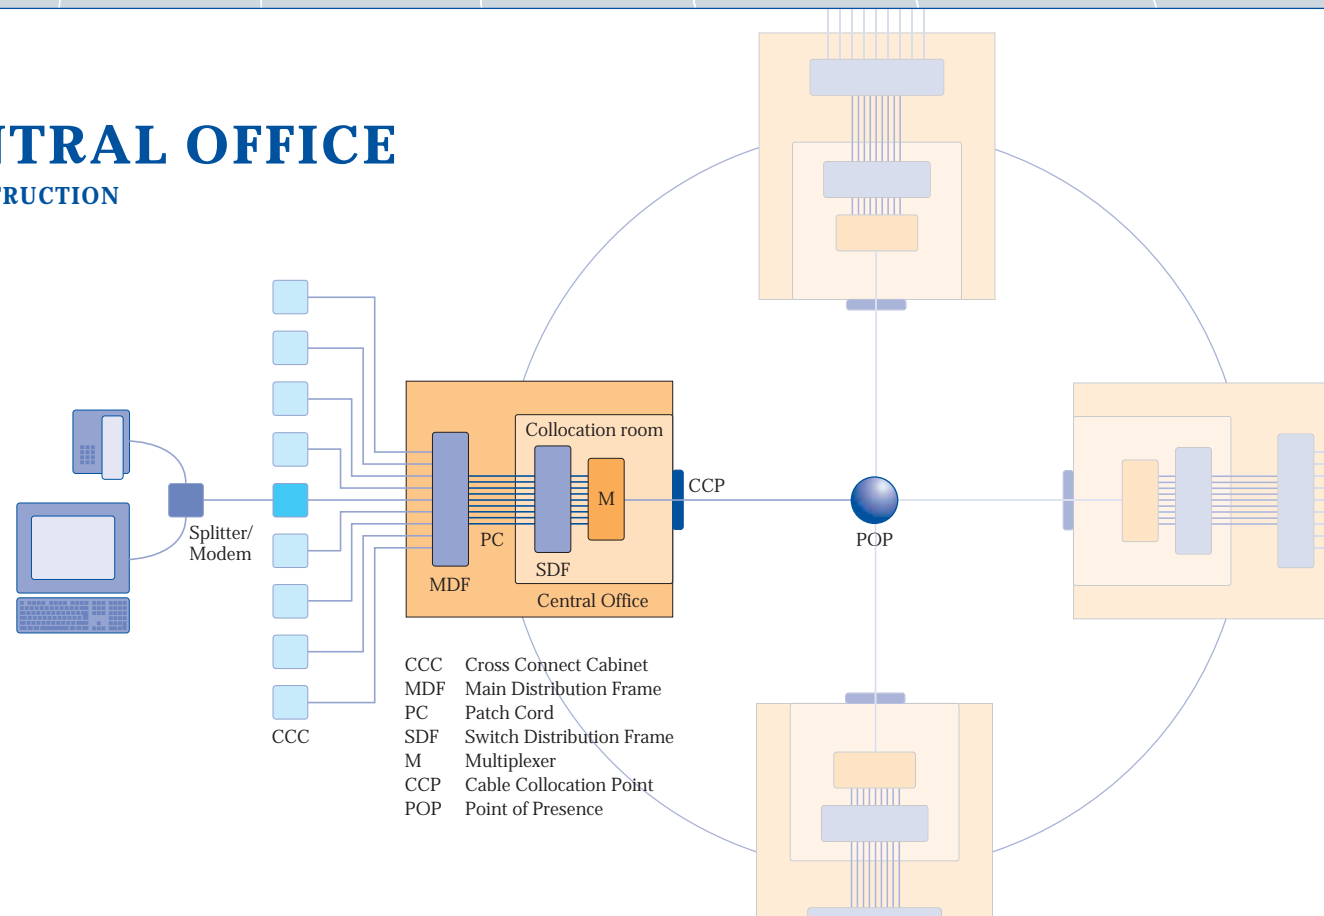 NTRAL OFFICE
TRUCTION
Collocation room
M
CCP
Splitter/
Modem
PC
POP
SDF
MDF
Central Office
CCC
CCC Cross Connect Cabinet
MDF Main Distribution Frame
PC Patch Cord
SDF Switch Distribution Frame
M Multiplexer
CCP Cable Collocation Point
POP Point of Presence